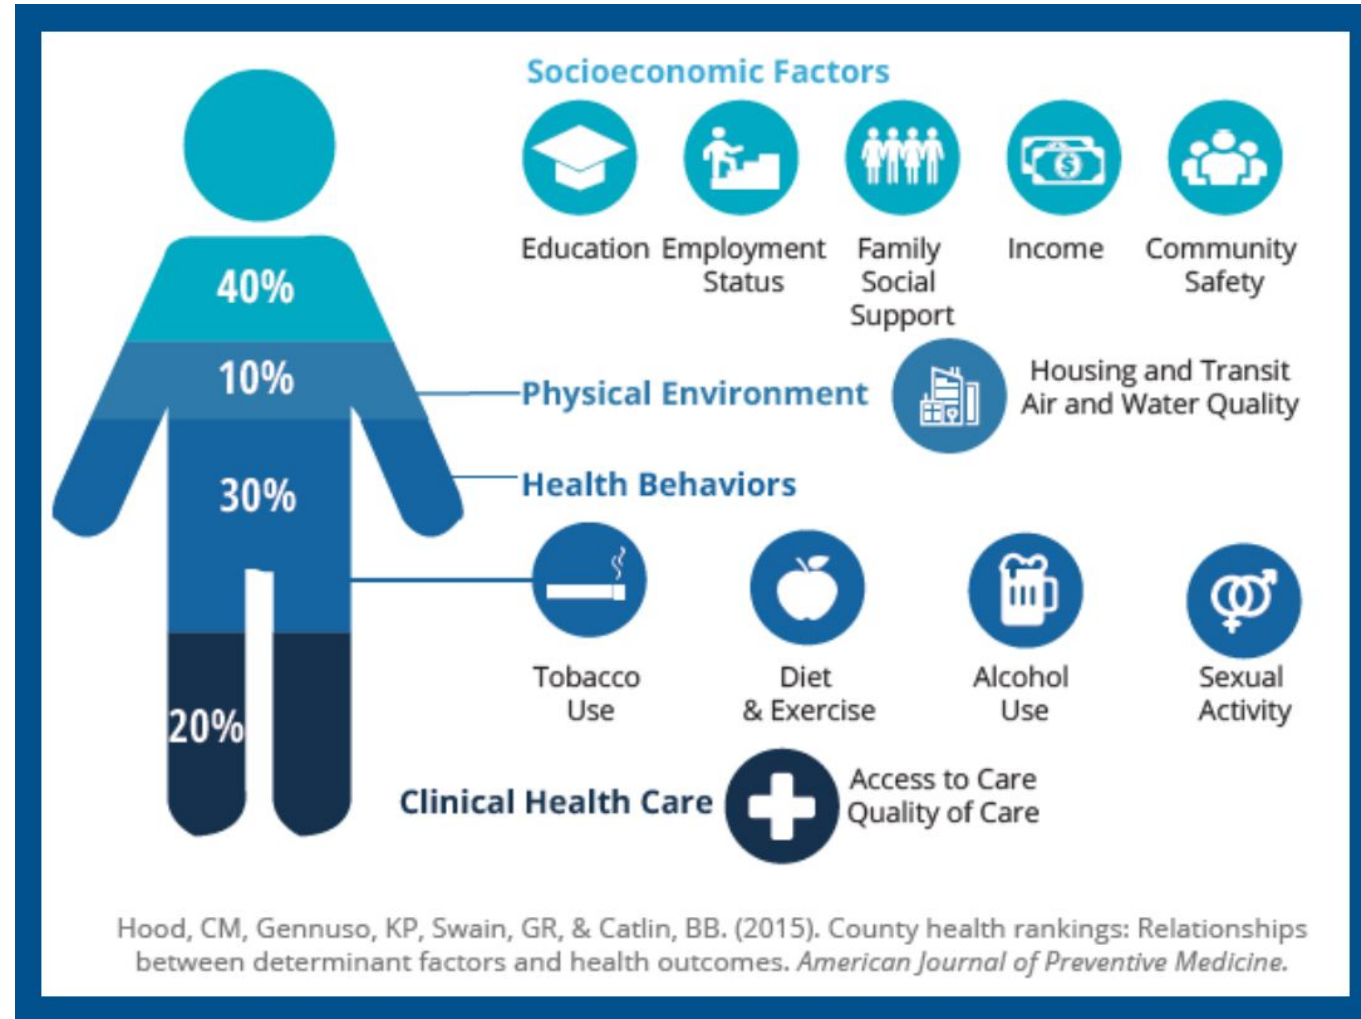 Socioeconomic Factors
Education
Employment
Status
Family
Social
Support
Income
Community
Safety
40%
10%
Physical Environment
Housing and Transit
Air and Water Quality
30%
Health Behaviors
Tobacco
Use
Diet
& Exercise
Alcohol
Use
Sexual
Activity
20%
Clinical Health Care
Access to Care
Quality of Care
Hood, CM, Gennuso, KP, Swain, GR, & Catlin, BB. (2015). County health rankings: Relationships
between determinant factors and health outcomes. American Journal of Preventive Medicine.